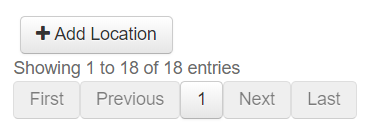 + Add Location
Showing 1 to 18 of 18 entries
First Previous 1 Next Last